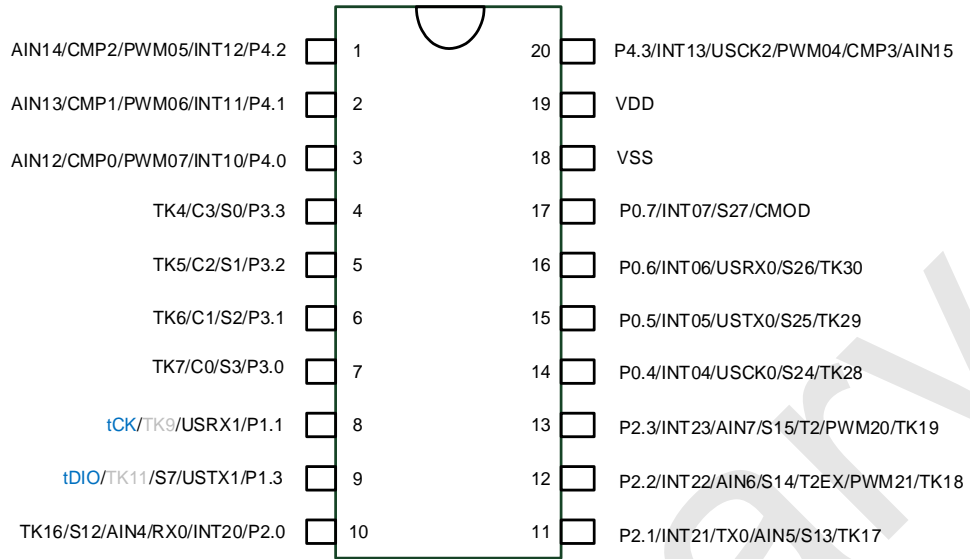 AIN14/CMP2/PWM05/INT12/P4.2 1 20 P4.3/INT13/USCK2/PWM04/CMP3/AIN15
AIN13/CMP1/PWM06/INT11/P4.1 2 19 VDD
AIN12/CMP0/PWM07/INT10/P4.0 3 18 VSS
TK4/C3/S0/P3.3 4 17 P0.7/INT07/S27/CMOD
TK5/C2/S1/P3.2 5 16 P0.6/INT06/USRX0/S26/TK30
TK6/C1/S2/P3.1 6 15 P0.5/INT05/USTX0/S25/TK29
TK7/C0/S3/P3.0 7 14 P0.4/INT04/USCK0/S24/TK28
tCK/TK9/USRX1/P1.1 8 13 P2.3/INT23/AIN7/S15/T2/PWM20/TK19
tDIO/TK11/S7/USTX1/P1.3 9 12 P2.2/INT22/AIN6/S14/T2EX/PWM21/TK18
TK16/S12/AIN4/RX0/INT20/P2.0 10 11 P2.1/INT21/TX0/AIN5/S13/TK17